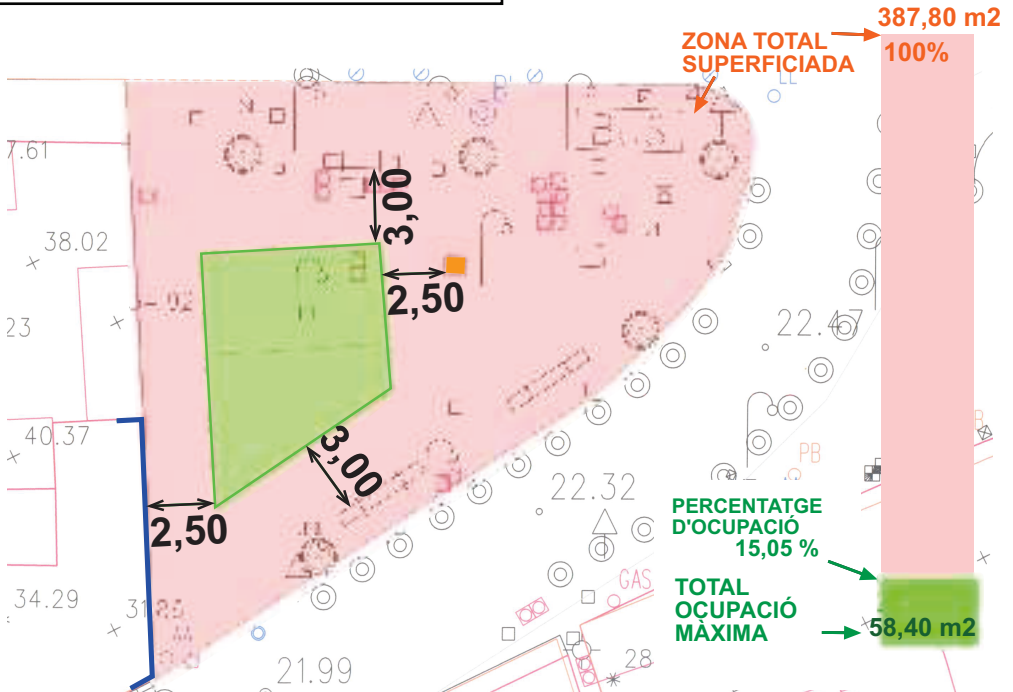 387,80 m2
ZONA TOTAL
SUPERFICIADA
100%
7.61
3,00
38.02
2,50
23
22.47
40.37
3,00
PB
22.32
2,50
PERCENTATGE
D'OCUPACIÓ
15,05 %
GAS
34.29
TOTAL
OCUPACIÓ
MÀXIMA
58,40 m2
21.99
28